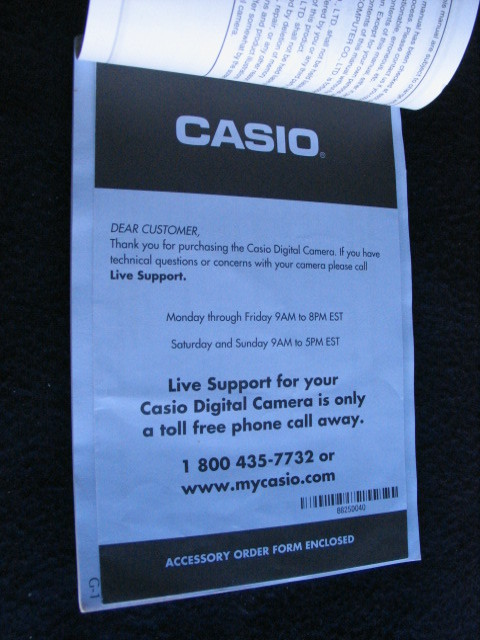 CASIO®
DEAR CUSTOMER,
Thank you for purchasing the Casio Digital Camera. If you have
technical questions or concerns with your camera please call
Live Support.
Monday through Friday 9AM to 8PM EST
Saturday and Sunday 9AM to 5PM EST
Live Support for your
Casio Digital Camera is only
a toll free phone call away.
1 800 435-7732 or
www.mycasio.com
88250040
ACCESSORY ORDER FORM ENCLOSED
G-1